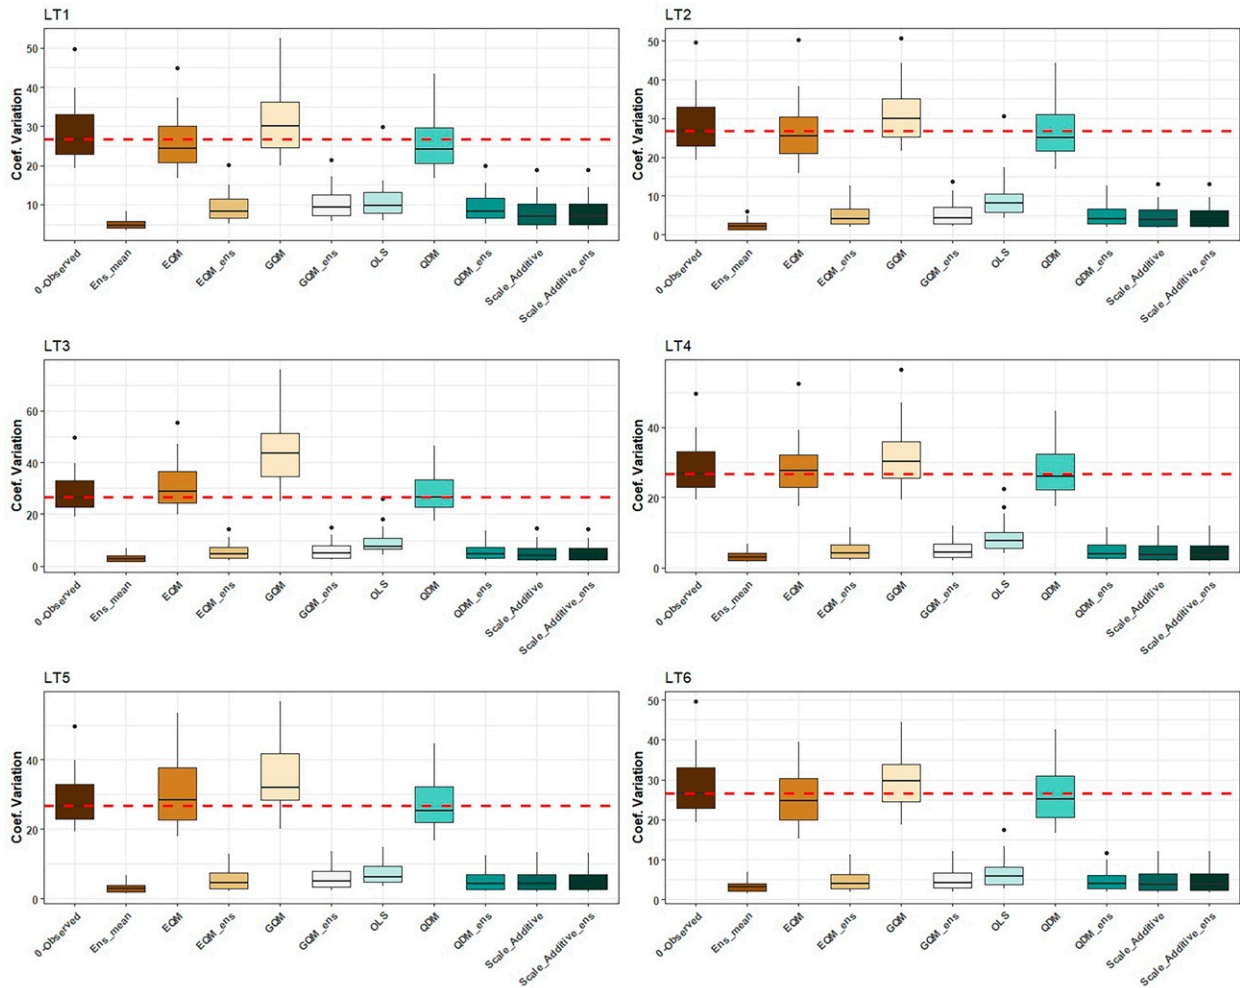 LT1
Coef. Variation
50
40
30
20
10
0-Observed
Ens_mean
EQM
EQM_ens
GQM
GQM_ens
OLS
QDM
QDM_ens
Scale_Additive
Scale_Additive_ens
LT2
Coef. Variation
50
40
30
20
10
0
0-Observed
Ens_mean
EQM
EQM_ens
GQM
GQM_ens
OLS
QDM
QDM_ens
Scale_Additive
Scale_Additive_ens
LT3
Coef. Variation
60
40
20
0
0-Observed
Ens_mean
EQM
EQM_ens
GQM
GQM_ens
OLS
QDM
QDM_ens
Scale_Additive
Scale_Additive_ens
LT4
Coef. Variation
40
20
0
0-Observed
Ens_mean
EQM
EQM_ens
GQM
GQM_ens
OLS
QDM
QDM_ens
Scale_Additive
Scale_Additive_ens
LT5
Coef. Variation
40
20
0
0-Observed
Ens_mean
EQM
EQM_ens
GQM
GQM_ens
OLS
QDM
QDM_ens
Scale_Additive
Scale_Additive_ens
LT6
Coef. Variation
50
40
30
20
10
0
0-Observed
Ens_mean
EQM
EQM_ens
GQM
GQM_ens
OLS
QDM
QDM_ens
Scale_Additive
Scale_Additive_ens